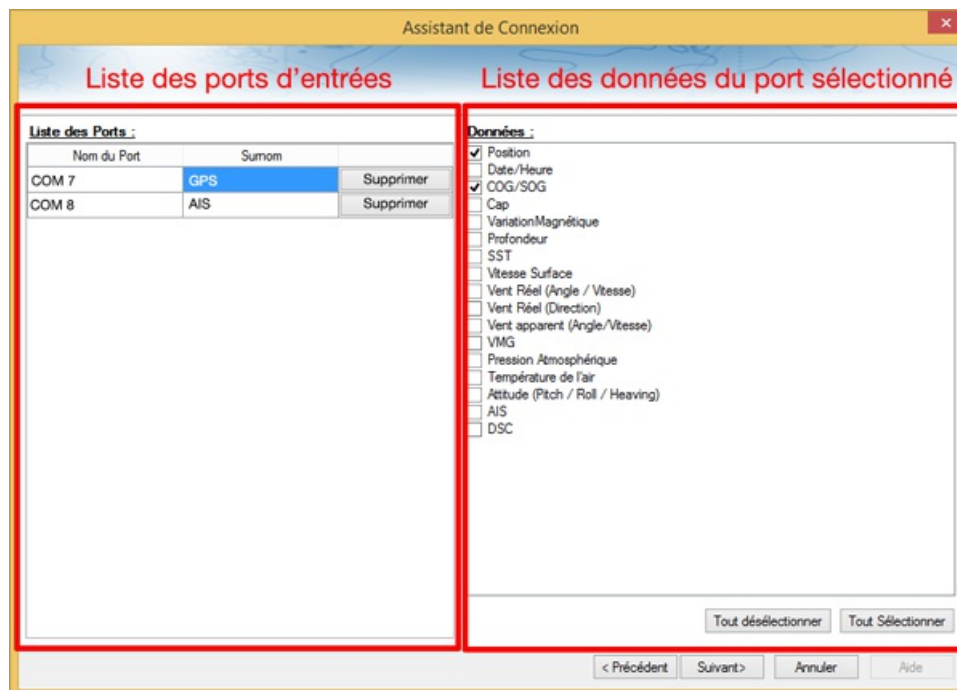 Assistant de Connexion
Liste des ports d'entrées
Liste des données du port sélectionné
Liste des Ports :
Nom du Port Surnom
COM 7 GPS Supprimer
COM 8 AIS Supprimer
Données :
Position
Date/Heure
COG/SOG
Cap
VariationMagnétique
Profondeur
SST
Vitesse Surface
Vent Réel (Angle / Vitesse)
Vent Réel (Direction)
Vent apparent (Angle/Vitesse)
VMG
Pression Atmosphérique
Température de l'air
Attitude (Pitch / Roll / Heaving)
AIS
DSC
Tout désélectionner Tout Sélectionner
< Précédent Suivant> Annuler Aide